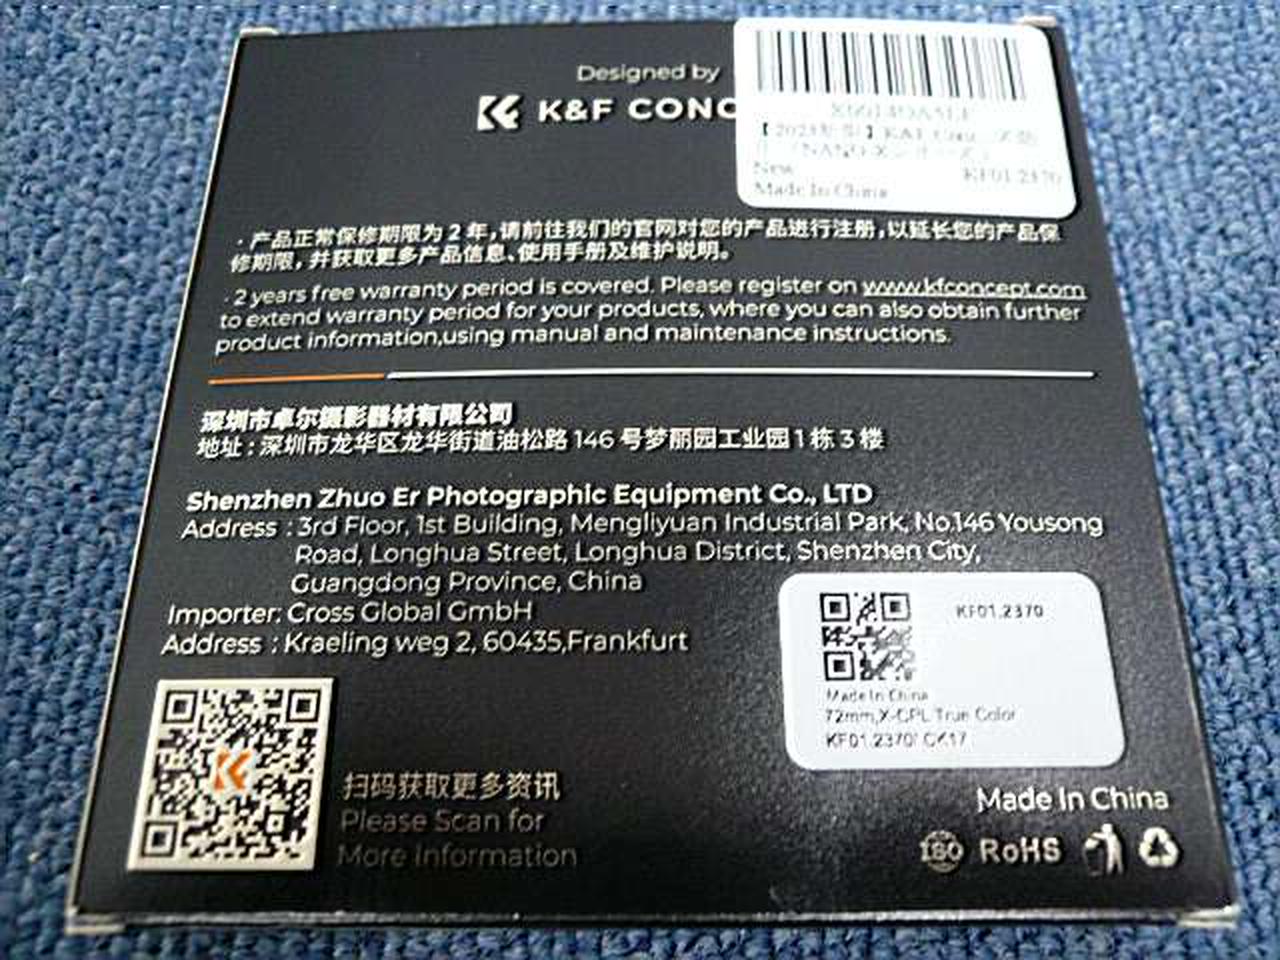 Designed by
K&F CONC
New
KF01.2370
Made In China
· 产品正常保修期限为 2 年,请前往我们的官网对您的产品进行注册,以延长您的产品保
修期限,并获取更多产品信息、使用手册及维护说明。
· 2 years free warranty period is covered. Please register on www.kfconcept.com
to extend warranty period for your products, where you can also obtain further
product information,using manual and maintenance instructions.
深圳市卓尔摄影器材有限公司
地址 : 深圳市龙华区龙华街道油松路 146 号梦丽园工业园 1 栋 3 楼
Shenzhen Zhuo Er Photographic Equipment Co., LTD
Address : 3rd Floor, 1st Building, Mengliyuan Industrial Park, No.146 Yousong
Road, Longhua Street, Longhua District, Shenzhen City,
Guangdong Province, China
Importer: Cross Global GmbH
Address : Kraeling weg 2, 60435,Frankfurt
KF01.2370
Made In China
72mm,X-CPL True Color
KF01.2370
扫码获取更多资讯
Please Scan for
More Information
Made In China
ISO RoHS